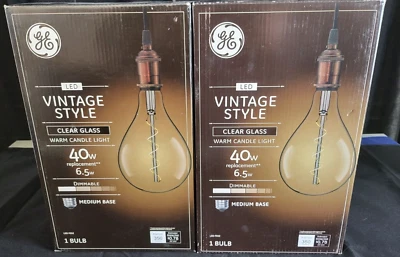 GE
LED
VINTAGE
STYLE
CLEAR GLASS
WARM CANDLE LIGHT
40W
replacement**
6.5W
DIMMABLE
MEDIUM BASE
1 BULB
GE
LED
VINTAGE
STYLE
CLEAR GLASS
WARM CANDLE LIGHT
40W
replacement**
6.5W
DIMMABLE
MEDIUM BASE
1 BULB